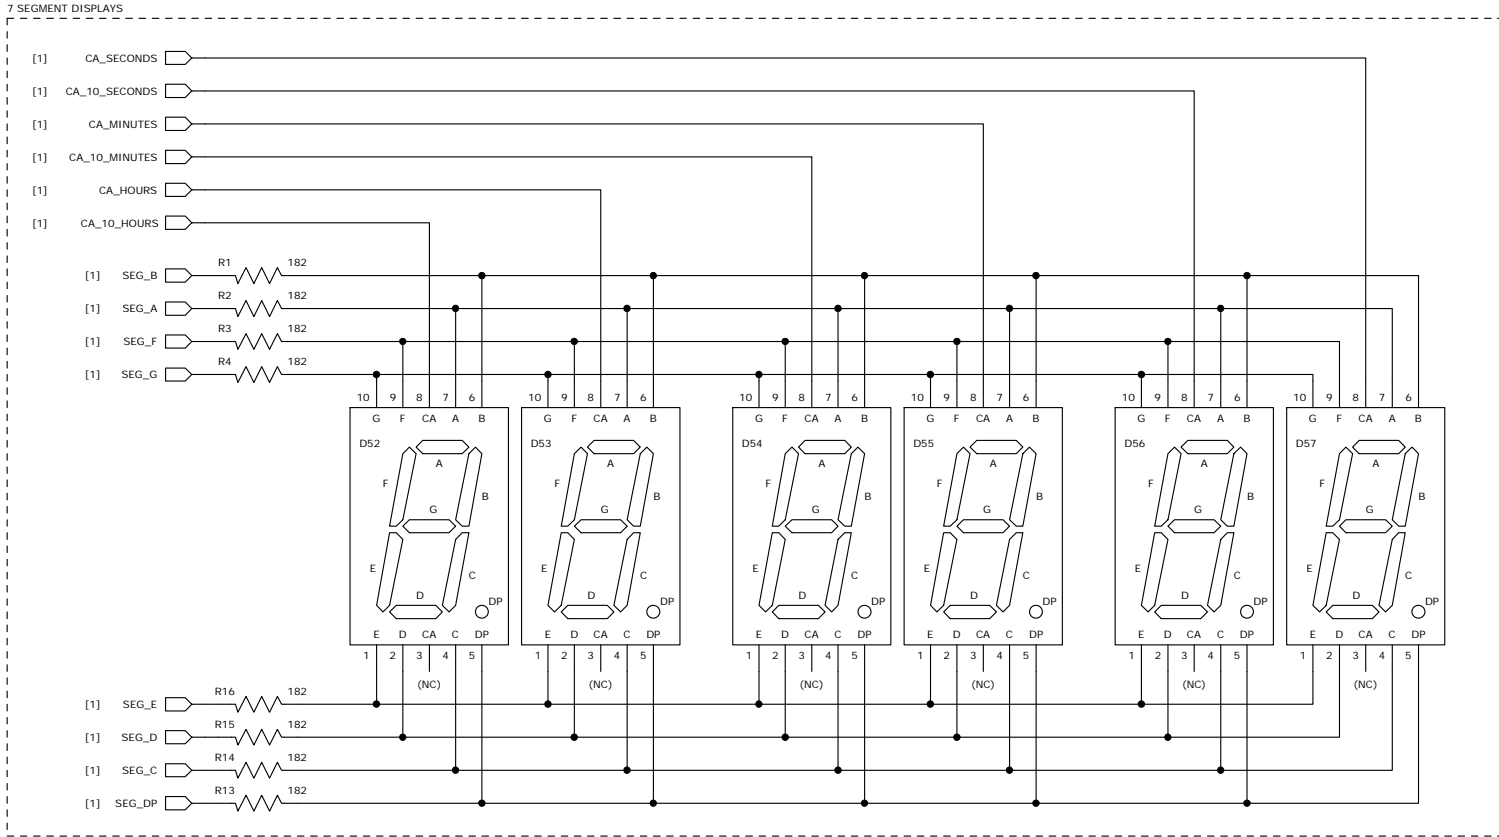 7 SEGMENT DISPLAYS
[1] CA_SECONDS
[1] CA_10_SECONDS
[1] CA_MINUTES
[1] CA_10_MINUTES
[1] CA_HOURS
[1] CA_10_HOURS
[1] SEG_B R1 182
[1] SEG_A R2 182
[1] SEG_F R3 182
[1] SEG_G R4 182
10 9 8 7 6 10 9 8 7 6 10 9 8 7 6 10 9 8 7 6 10 9 8 7 6 10 9 8 7 6
G F CA A B G F CA A B G F CA A B G F CA A B G F CA A B G F CA A B
D52 D53 D54 D55 D56 D57
A A A A A A
F F F F F F
B B B B B B
G G G G G G
E C E C E C E C E C E C
D D D D D D
DP DP DP DP DP DP
E D CA C DP E D CA C DP E D CA C DP E D CA C DP E D CA C DP E D CA C DP
1 2 3 4 5 1 2 3 4 5 1 2 3 4 5 1 2 3 4 5 1 2 3 4 5 1 2 3 4 5
(NC) (NC) (NC) (NC) (NC) (NC)
[1] SEG_E R16 182
[1] SEG_D R15 182
[1] SEG_C R14 182
[1] SEG_DP R13 182